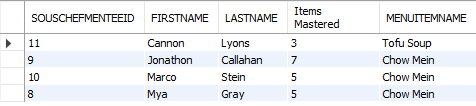 SOUSCHEFMENTEEID FIRSTNAME LASTNAME Items Mastered MENUITEMNAME
11 Cannon Lyons 3 Tofu Soup
9 Jonathon Callahan 7 Chow Mein
10 Marco Stein 5 Chow Mein
8 Mya Gray 5 Chow Mein